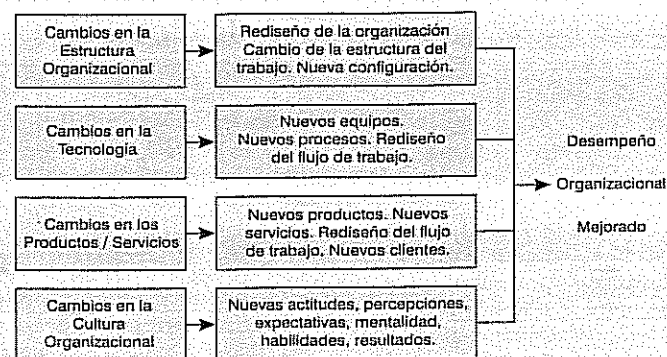 Cambios en la
Estructura
Organizacional
Rediseño de la organización
Cambio de la estructura del
trabajo. Nueva configuración.
Cambios en la
Tecnología
Nuevos equipos.
Nuevos procesos. Rediseño
del flujo de trabajo.
Cambios en los
Productos / Servicios
Nuevos productos. Nuevos
servicios. Rediseño del flujo
de trabajo. Nuevos clientes.
Cambios en la
Cultura
Organizacional
Nuevas actitudes, percepciones,
expectativas, mentalidad,
habilidades, resultados.
Desempeño
Organizacional
Mejorado